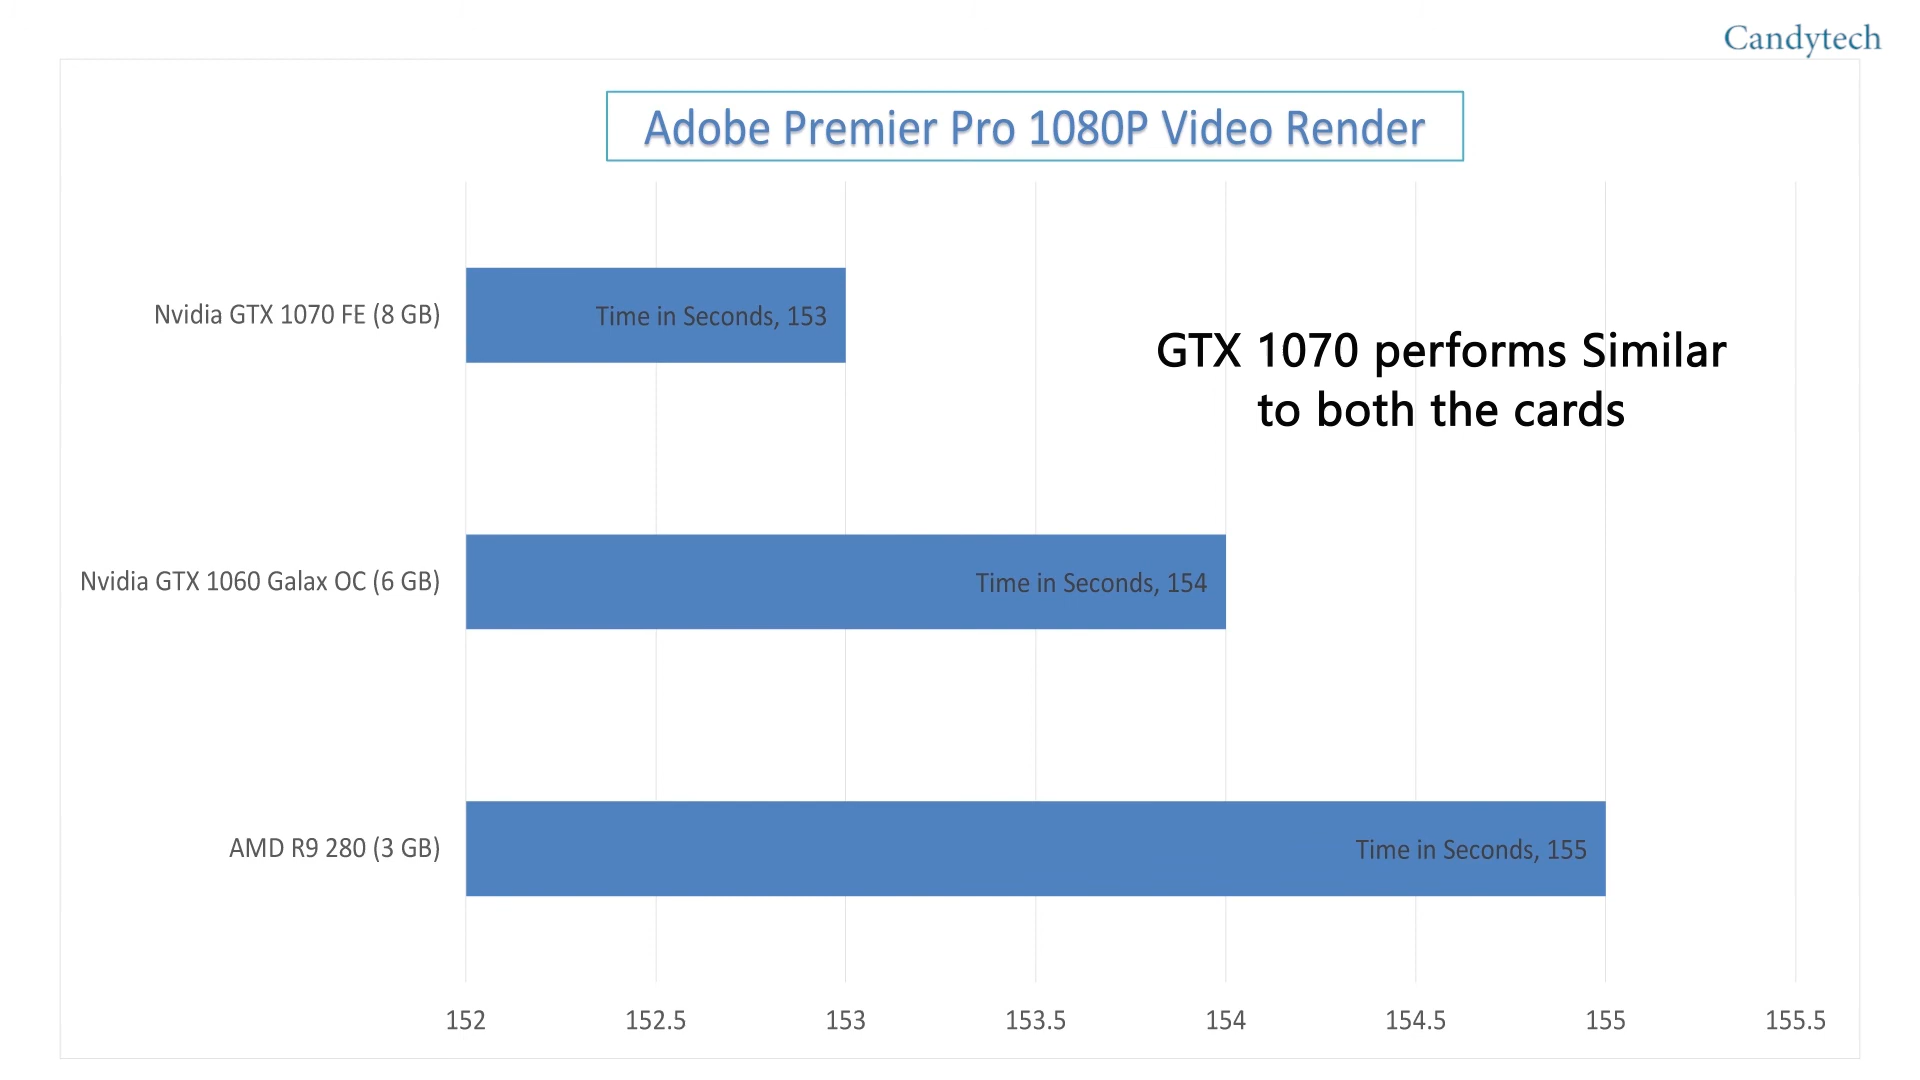 Candytech
Adobe Premier Pro 1080P Video Render
Nvidia GTX 1070 FE (8 GB)
Time in Seconds, 153
GTX 1070 performs Similar
to both the cards
Nvidia GTX 1060 Galax OC (6 GB)
Time in Seconds, 154
AMD R9 280 (3 GB)
Time in Seconds, 155
152 152.5 153 153.5 154 154.5 155 155.5